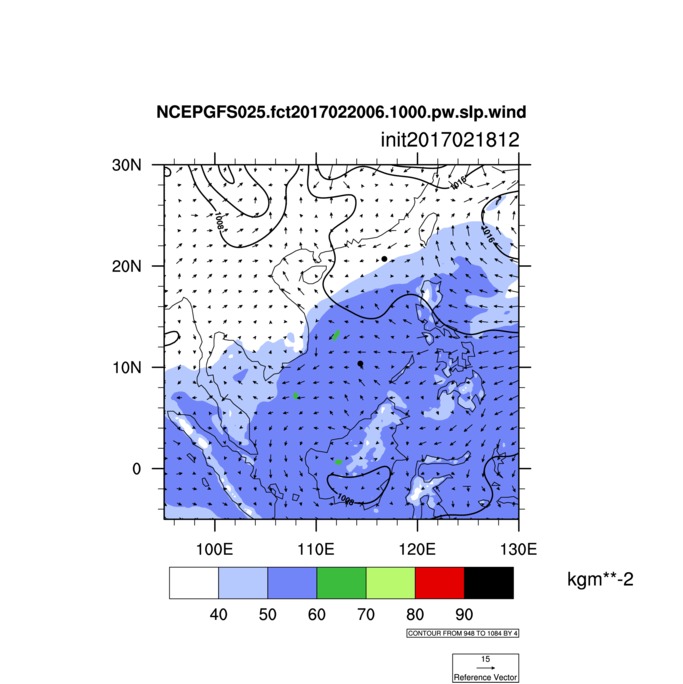 NCEPGFS025.fct2017022006.1000.pw.slp.wind
init2017021812
30N
20N
10N
0
1008
1016
1016
1008
100E 110E 120E 130E
40 50 60 70 80 90
kgm**-2
CONTOUR FROM 948 TO 1084 BY 4
15
Reference Vector